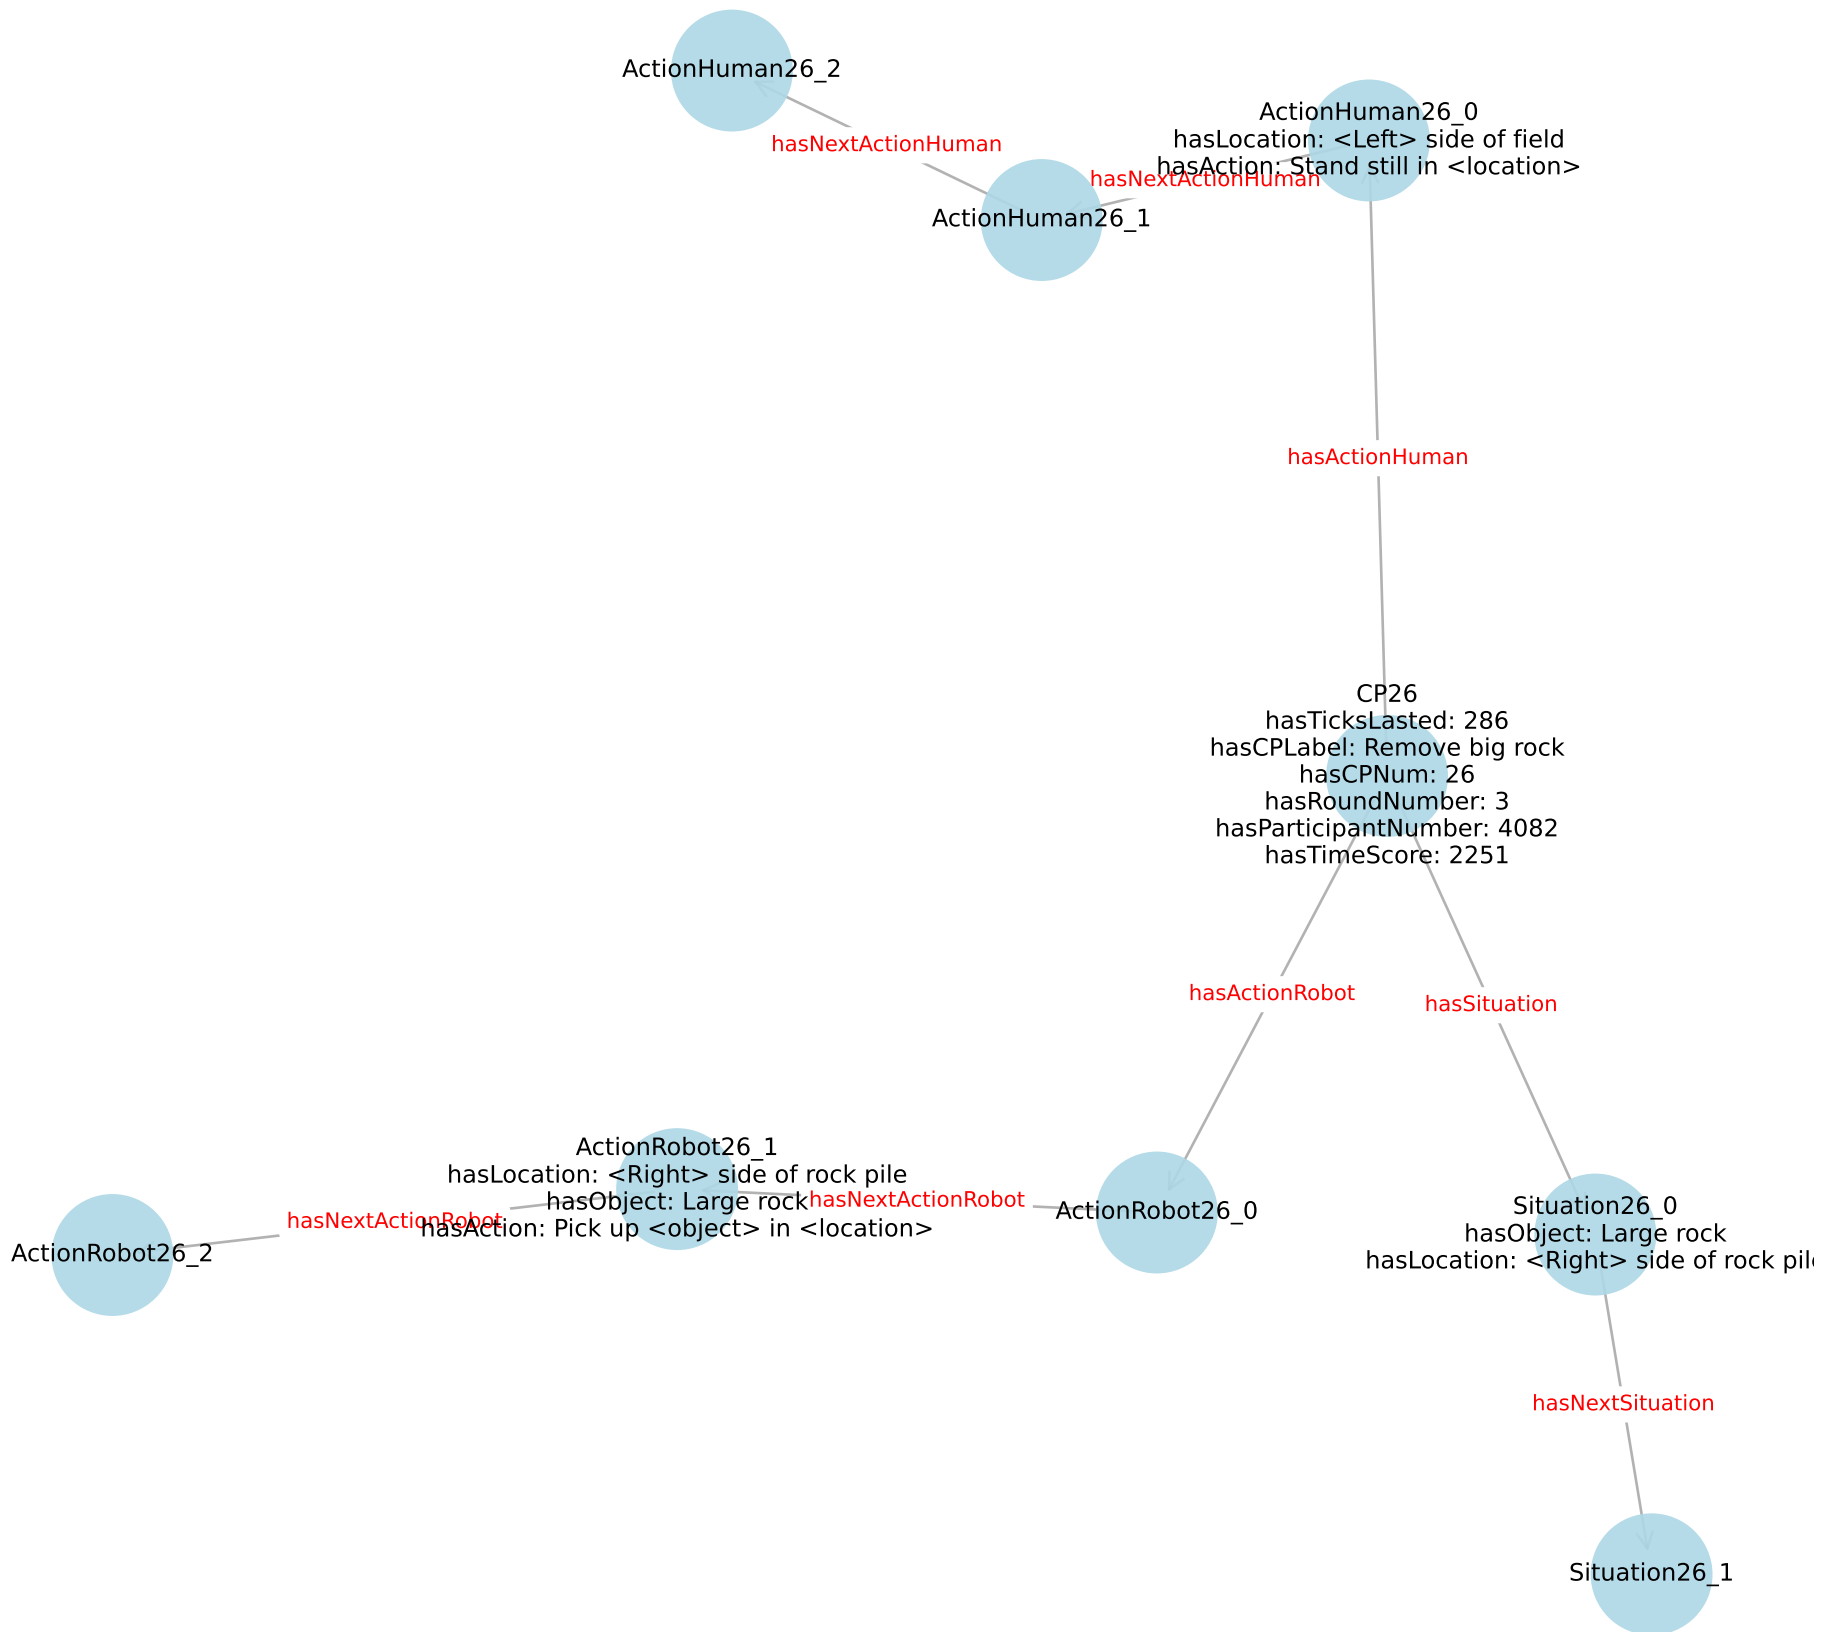 ActionHuman26_2
ActionHuman26_0
hasLocation: <Left> side of field
hasAction: Stand still in <location>
hasNextActionHuman
hasNextActionHuman
ActionHuman26_1
hasActionHuman
CP26
hasTicksLasted: 286
hasCPLabel: Remove big rock
hasCPNum: 26
hasRoundNumber: 3
hasParticipantNumber: 4082
hasTimeScore: 2251
hasActionRobot
hasSituation
ActionRobot26_1
hasLocation: <Right> side of rock pile
hasObject: Large rock
hasAction: Pick up <object> in <location>
hasNextActionRobot
hasNextActionRobot
ActionRobot26_0
ActionRobot26_2
Situation26_0
hasObject: Large rock
hasLocation: <Right> side of rock
hasNextSituation
Situation26_1